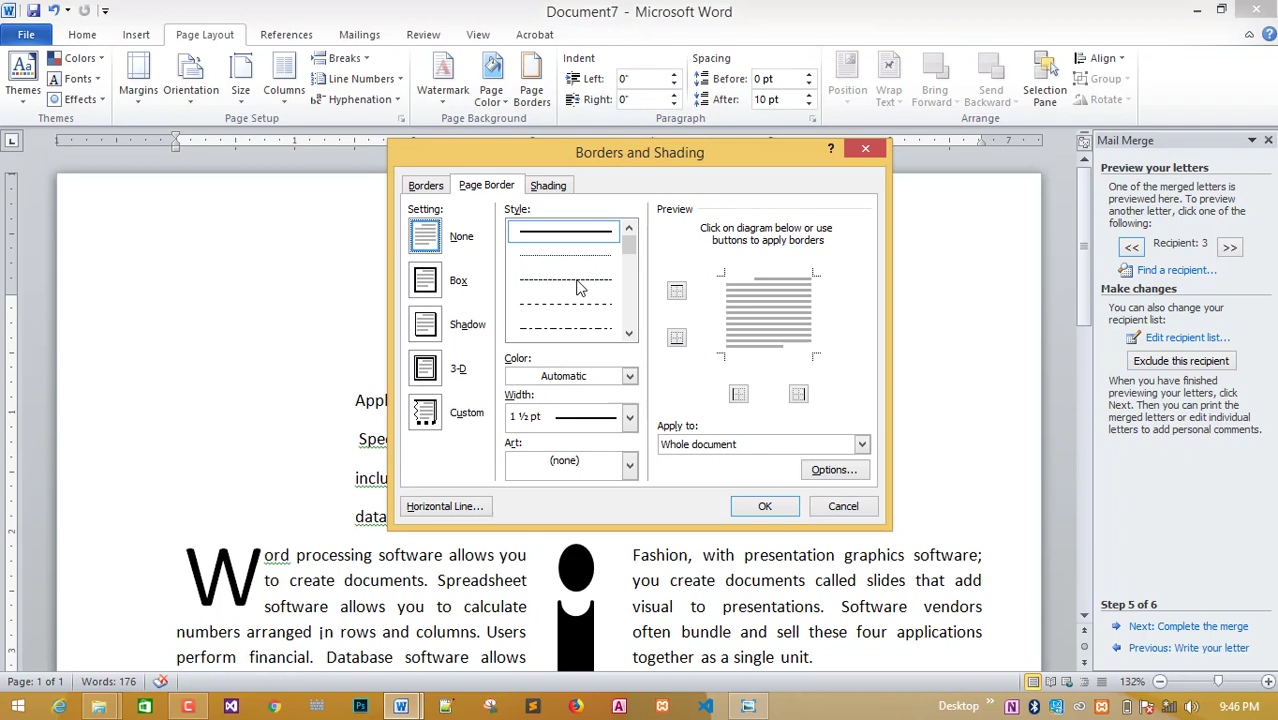 Document7 - Microsoft Word
File Home Insert Page Layout References Mailings Review View Acrobat
Themes
Colors
Fonts
Effects
Margins Orientation Size Columns
Breaks
Line Numbers
Hyphenation
Watermark Page Color Page Borders
Indent
Left: 0"
Right: 0"
Spacing
Before: 0 pt
After: 10 pt
Position Wrap Text Bring Forward Send Backward Selection Pane
Align
Group
Rotate
Themes Page Setup Page Background Paragraph Arrange
Borders and Shading
Borders Page Border Shading
Setting:
None
Box
Shadow
3-D
Custom
Style:
Color:
Automatic
Width:
1 ½ pt
Art:
(none)
Preview
Click on diagram below or use
buttons to apply borders
Apply to:
Whole document
Options...
Horizontal Line... OK Cancel
Appl
Spe
inclu
data
Word processing software allows you
to create documents. Spreadsheet
software allows you to calculate
numbers arranged in rows and columns. Users
perform financial. Database software allows
i
Fashion, with presentation graphics software;
you create documents called slides that add
visual to presentations. Software vendors
often bundle and sell these four applications
together as a single unit.
Mail Merge
Preview your letters
One of the merged letters is
previewed here. To preview
another letter, click one of the
following:
<< Recipient: 3 >>
Find a recipient...
Make changes
You can also change your
recipient list:
Edit recipient list...
Exclude this recipient
When you have finished
previewing your letters, click
Next. Then you can print the
merged letters or edit individual
letters to add personal comments.
Step 5 of 6
Next: Complete the merge
Previous: Write your letter
Page: 1 of 1 Words: 176 132%
Desktop 9:46 PM